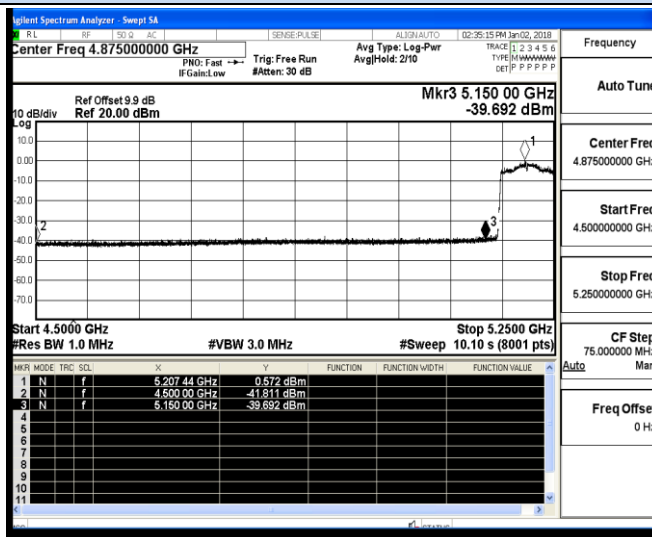 Agilent Spectrum Analyzer - Swept SA
RL RF 50 Ω AC SENSE:PULSE ALIGNAUTO 02:35:15 PM Jan02, 2018
Center Freq 4.875000000 GHz
PNO: Fast
IFGain:Low
Trig: Free Run
#Atten: 30 dB
Avg Type: Log-Pwr
Avg|Hold: 2/10
TRACE 1 2 3 4 5 6
TYPE MWWWWW
DET P P P P P P
Mkr3 5.150 00 GHz
-39.692 dBm
Ref Offset 9.9 dB
10 dB/div Ref 20.00 dBm
Log
10.0
0.00
-10.0
-20.0
-30.0
-40.0
-50.0
-60.0
-70.0
1
2
3
Start 4.5000 GHz Stop 5.2500 GHz
#Res BW 1.0 MHz #VBW 3.0 MHz #Sweep 10.10 s (8001 pts)
MKR MODE TRC SCL X Y FUNCTION FUNCTION WIDTH FUNCTION VALUE
1 N f 5.207 44 GHz 0.572 dBm
2 N f 4.500 00 GHz -41.811 dBm
3 N f 5.150 00 GHz -39.692 dBm
4
5
6
7
8
9
10
11
STATUS
Frequency
Auto Tune
Center Freq
4.875000000 GHz
Start Freq
4.500000000 GHz
Stop Freq
5.250000000 GHz
CF Step
75.000000 MHz
Auto Man
Freq Offset
0 Hz